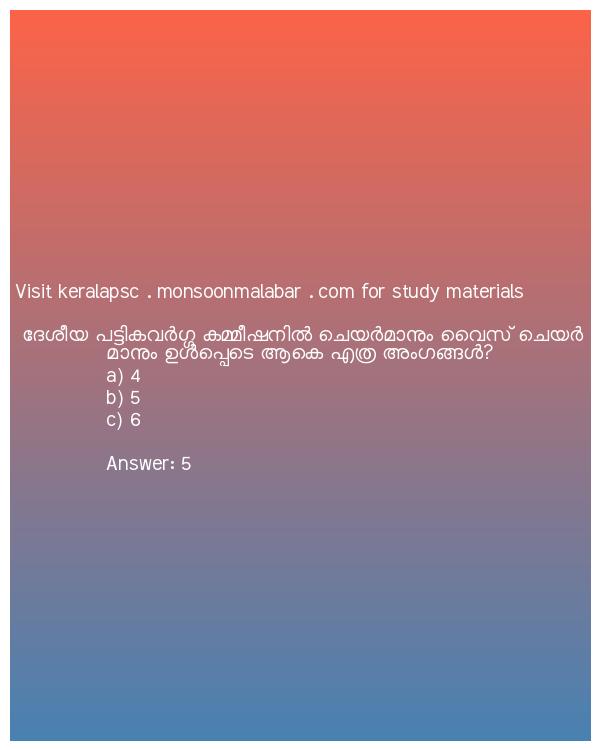 Visit keralapsc . monsoonmalabar . com for study materials
ദേശീയ പട്ടികവർഗ്ഗ കമ്മീഷനിൽ ചെയർമാനും വൈസ് ചെയർ
മാനും ഉൾപ്പെടെ ആകെ എത്ര അംഗങ്ങൾ?
a) 4
b) 5
c) 6
Answer: 5